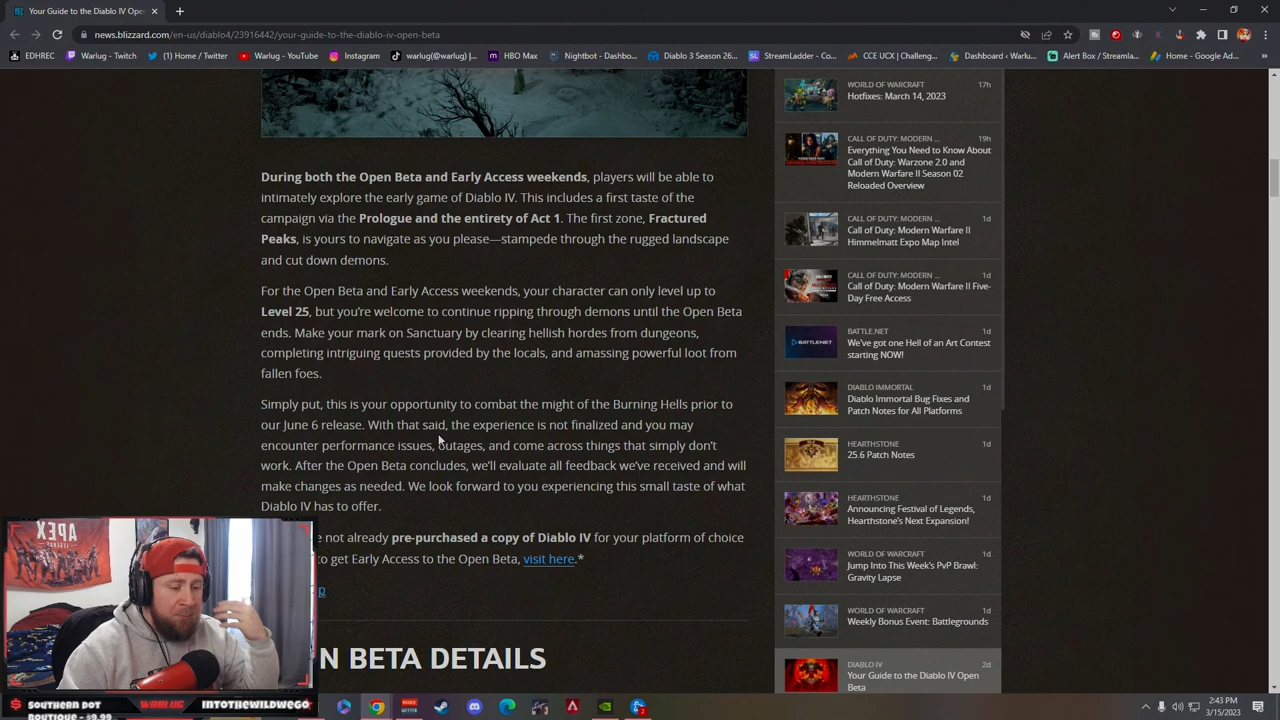 Your Guide to the Diablo IV Ope
news.blizzard.com/en-us/diablo4/23916442/your-guide-to-the-diablo-iv-open-beta
EDHREC
Warlug - Twitch - Co...
(1) Home / Twitter
Warlug - YouTube
Instagram
warlug (@warlug) |...
HBO Max
Nightbot - Dashbo...
Diablo 3 Season 26...
StreamLadder - Cli...
CCE UCX | Challeng...
Dashboard ‹ Warlu...
Alert Box / Streamla...
Home - Google Ad...
During both the Open Beta and Early Access weekends, players will be able to
intimately explore the early game of Diablo IV. This includes a first taste of the
campaign via the Prologue and the entirety of Act 1. The first zone, Fractured
Peaks, is yours to navigate as you please—stampede through the rugged landscape
and cut down demons.
For the Open Beta and Early Access weekends, your character can only level up to
Level 25, but you're welcome to continue ripping through demons until the Open Beta
ends. Make your mark on Sanctuary by clearing hellish hordes from dungeons,
completing intriguing quests provided by the locals, and amassing powerful loot from
fallen foes.
Simply put, this is your opportunity to combat the might of the Burning Hells prior to
our June 6 release. With that said, the experience is not finalized and you may
encounter performance issues, outages, and come across things that simply don't
work. After the Open Beta concludes, we'll evaluate all feedback we've received and will
make changes as needed. We look forward to you experiencing this small taste of what
Diablo IV has to offer.
e not already pre-purchased a copy of Diablo IV for your platform of choice
to get Early Access to the Open Beta, visit here.*
p
N BETA DETAILS
WORLD OF WARCRAFT 17h
Hotfixes: March 14, 2023
CALL OF DUTY: MODERN ... 19h
Everything You Need to Know About
Call of Duty: Warzone 2.0 and
Modern Warfare II Season 02
Reloaded Overview
CALL OF DUTY: MODERN ... 1d
Call of Duty: Modern Warfare II
Himmelmatt Expo Map Intel
CALL OF DUTY: MODERN ... 1d
Call of Duty: Modern Warfare II Five-
Day Free Access
BATTLE.NET 1d
BATTLE.NET
We've got one Hell of an Art Contest
starting NOW!
DIABLO IMMORTAL 1d
Diablo Immortal Bug Fixes and
Patch Notes for All Platforms
HEARTHSTONE 1d
25.6 Patch Notes
HEARTHSTONE 1d
Announcing Festival of Legends,
Hearthstone's Next Expansion!
WORLD OF WARCRAFT 1d
Jump Into This Week's PvP Brawl:
Gravity Lapse
WORLD OF WARCRAFT 1d
Weekly Bonus Event: Battlegrounds
DIABLO IV 2d
Your Guide to the Diablo IV Open
Beta
APEX
SOUTHERN DOT
BOUTIQUE - $9.99
WARLUG
INTOTHEWILDWEGO
2:43 PM
3/15/2023